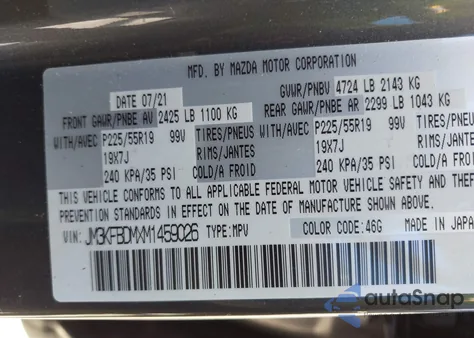 MFD. BY MAZDA MOTOR CORPORATION
DATE 07/21 GVWR/PNBV 4724 LB 2143 KG
FRONT GAWR/PNBE AV 2425 LB 1100 KG REAR GAWR/PNBE AR 2299 LB 1043 KG
WITH/AVEC P225/55R19 99V TIRES/PNEUS WITH/AVEC P225/55R19 99V TIRES/PNEUS
19X7J RIMS/JANTES 19X7J RIMS/JANTES
240 KPA/35 PSI COLD/A FROID 240 KPA/35 PSI COLD/A FROID
THIS VEHICLE CONFORMS TO ALL APPLICABLE FEDERAL MOTOR VEHICLE SAFETY AND THEFT
PREVENTION STANDARDS IN EFFECT ON THE DATE OF MANUFACTURE SHOWN ABOVE.
VIN: JM3KFBDMXM1459026 TYPE:MPV COLOR CODE:46G MADE IN JAPAN
autoSnap